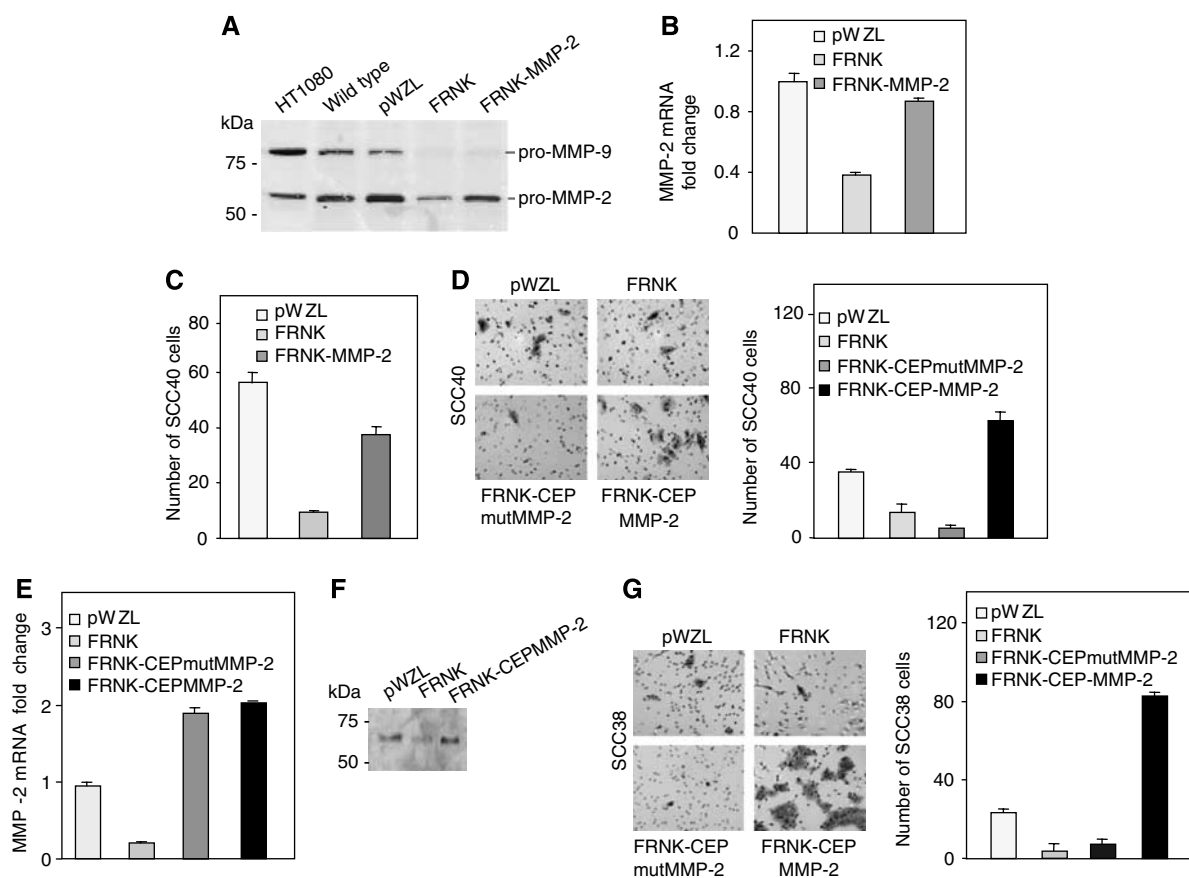 A
HT1080
Wild type
pWZL
FRNK
FRNK-MMP-2
kDa
75 -
50 -
pro-MMP-9
pro-MMP-2
B
pWZL
FRNK
FRNK-MMP-2
MMP-2 mRNA
fold change
1.2
0.8
0.4
0
C
pWZL
FRNK
FRNK-MMP-2
Number of SCC40 cells
80
60
40
20
0
D
pWZL
FRNK
SCC40
FRNK-CEP
mutMMP-2
FRNK-CEP
MMP-2
pWZL
FRNK
FRNK-CEPmutMMP-2
FRNK-CEP-MMP-2
Number of SCC40 cells
120
80
40
0
E
pWZL
FRNK
FRNK-CEPmutMMP-2
FRNK-CEPMMP-2
MMP -2 mRNA fold change
3
2
1
0
F
pWZL
FRNK
FRNK-CEPMMP-2
kDa
75 -
50 -
G
pWZL
FRNK
SCC38
FRNK-CEP
mutMMP-2
FRNK-CEP
MMP-2
pWZL
FRNK
FRNK-CEPmutMMP-2
FRNK-CEP-MMP-2
Number of SCC38 cells
120
80
40
0